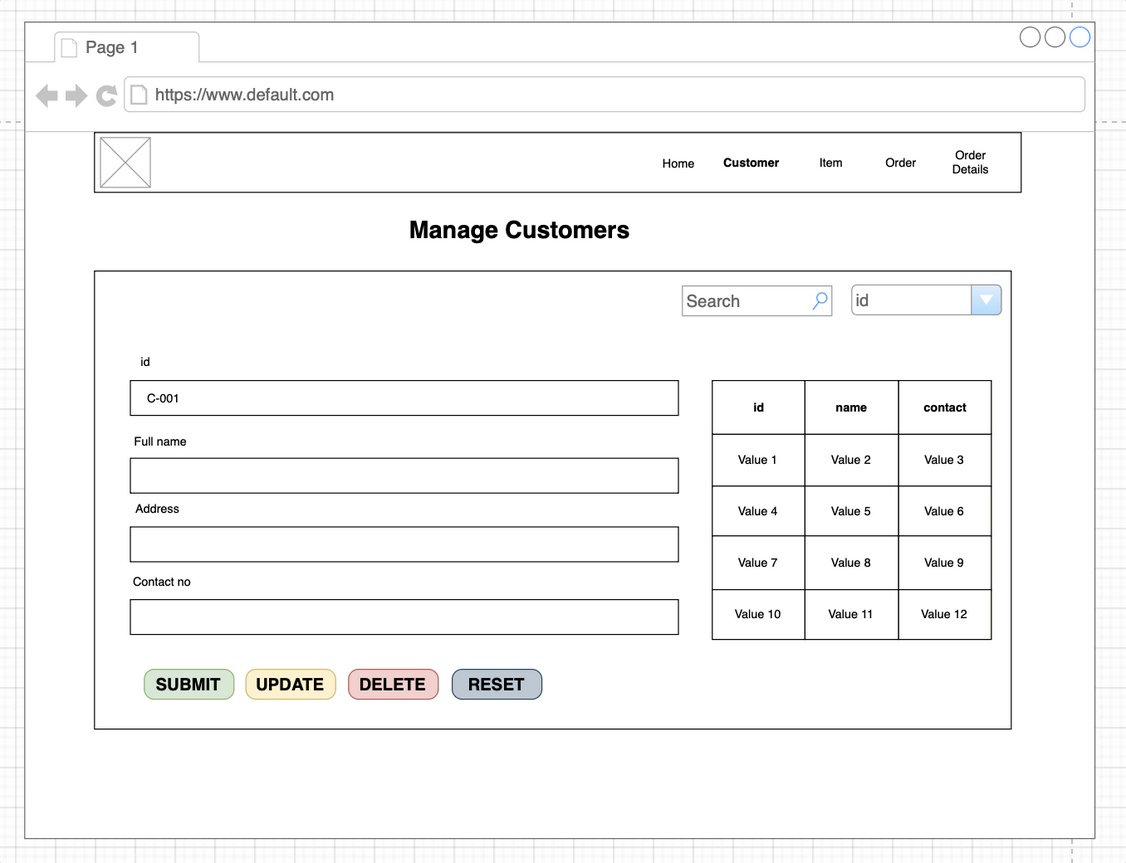 Page 1
https://www.default.com
Home Customer Item Order Order
Details
Manage Customers
Search id
id
C-001
Full name
Address
Contact no
id name contact
Value 1 Value 2 Value 3
Value 4 Value 5 Value 6
Value 7 Value 8 Value 9
Value 10 Value 11 Value 12
SUBMIT UPDATE DELETE RESET